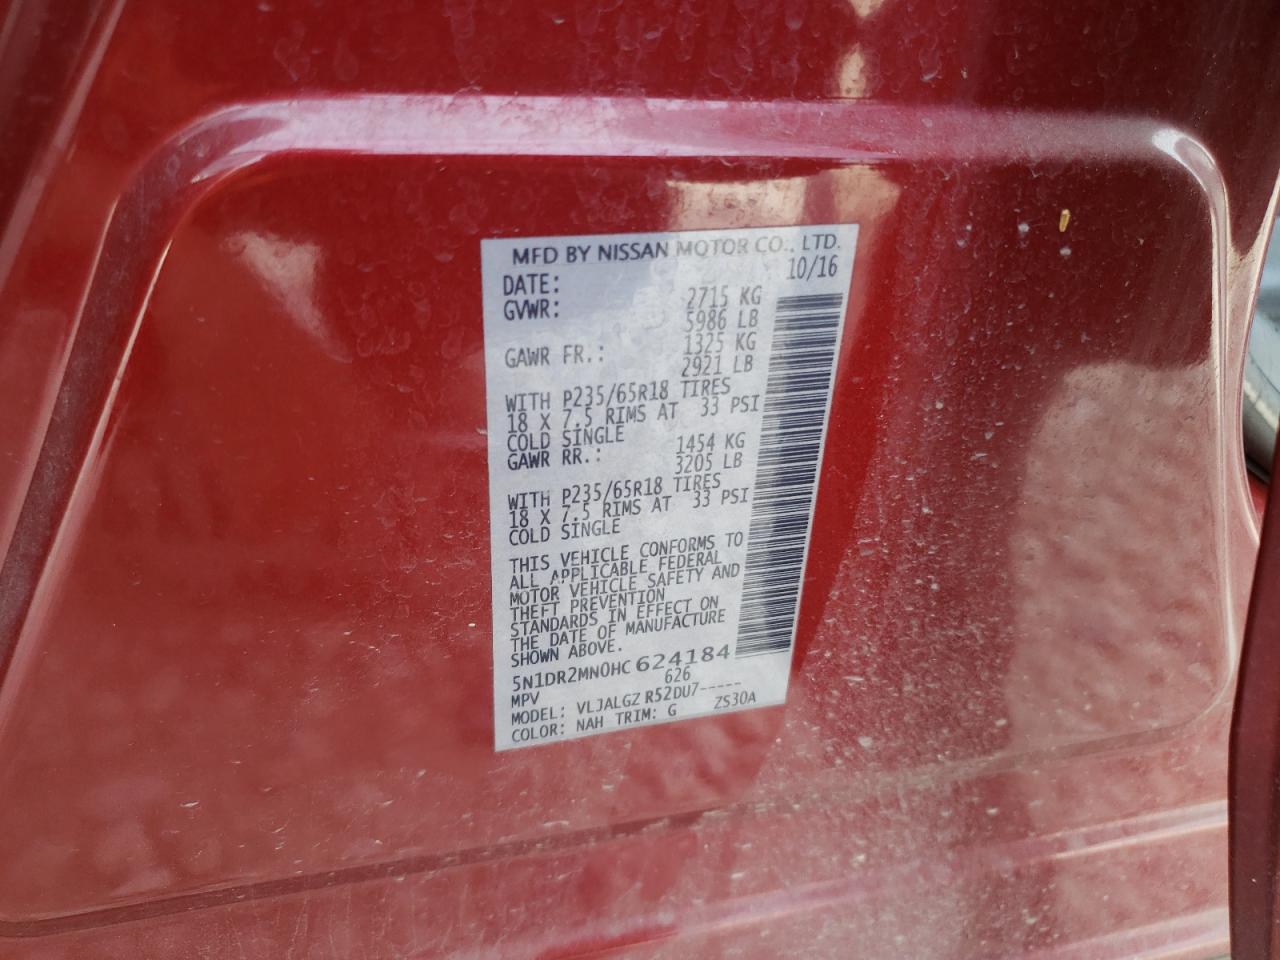 MFD BY NISSAN MOTOR CO., LTD.
DATE: 10/16
GVWR: 2715 KG
5986 LB
GAWR FR.: 1325 KG
2921 LB
WITH P235/65R18 TIRES
18 X 7.5 RIMS AT 33 PSI
COLD SINGLE
GAWR RR.: 1454 KG
3205 LB
WITH P235/65R18 TIRES
18 X 7.5 RIMS AT 33 PSI
COLD SINGLE
THIS VEHICLE CONFORMS TO
ALL APPLICABLE FEDERAL
MOTOR VEHICLE SAFETY AND
THEFT PREVENTION
STANDARDS IN EFFECT ON
THE DATE OF MANUFACTURE
SHOWN ABOVE.
5N1DR2MN0HC624184
MPV 626
MODEL: VLJALGZ R52DU7-----
COLOR: NAH TRIM: G ZS30A